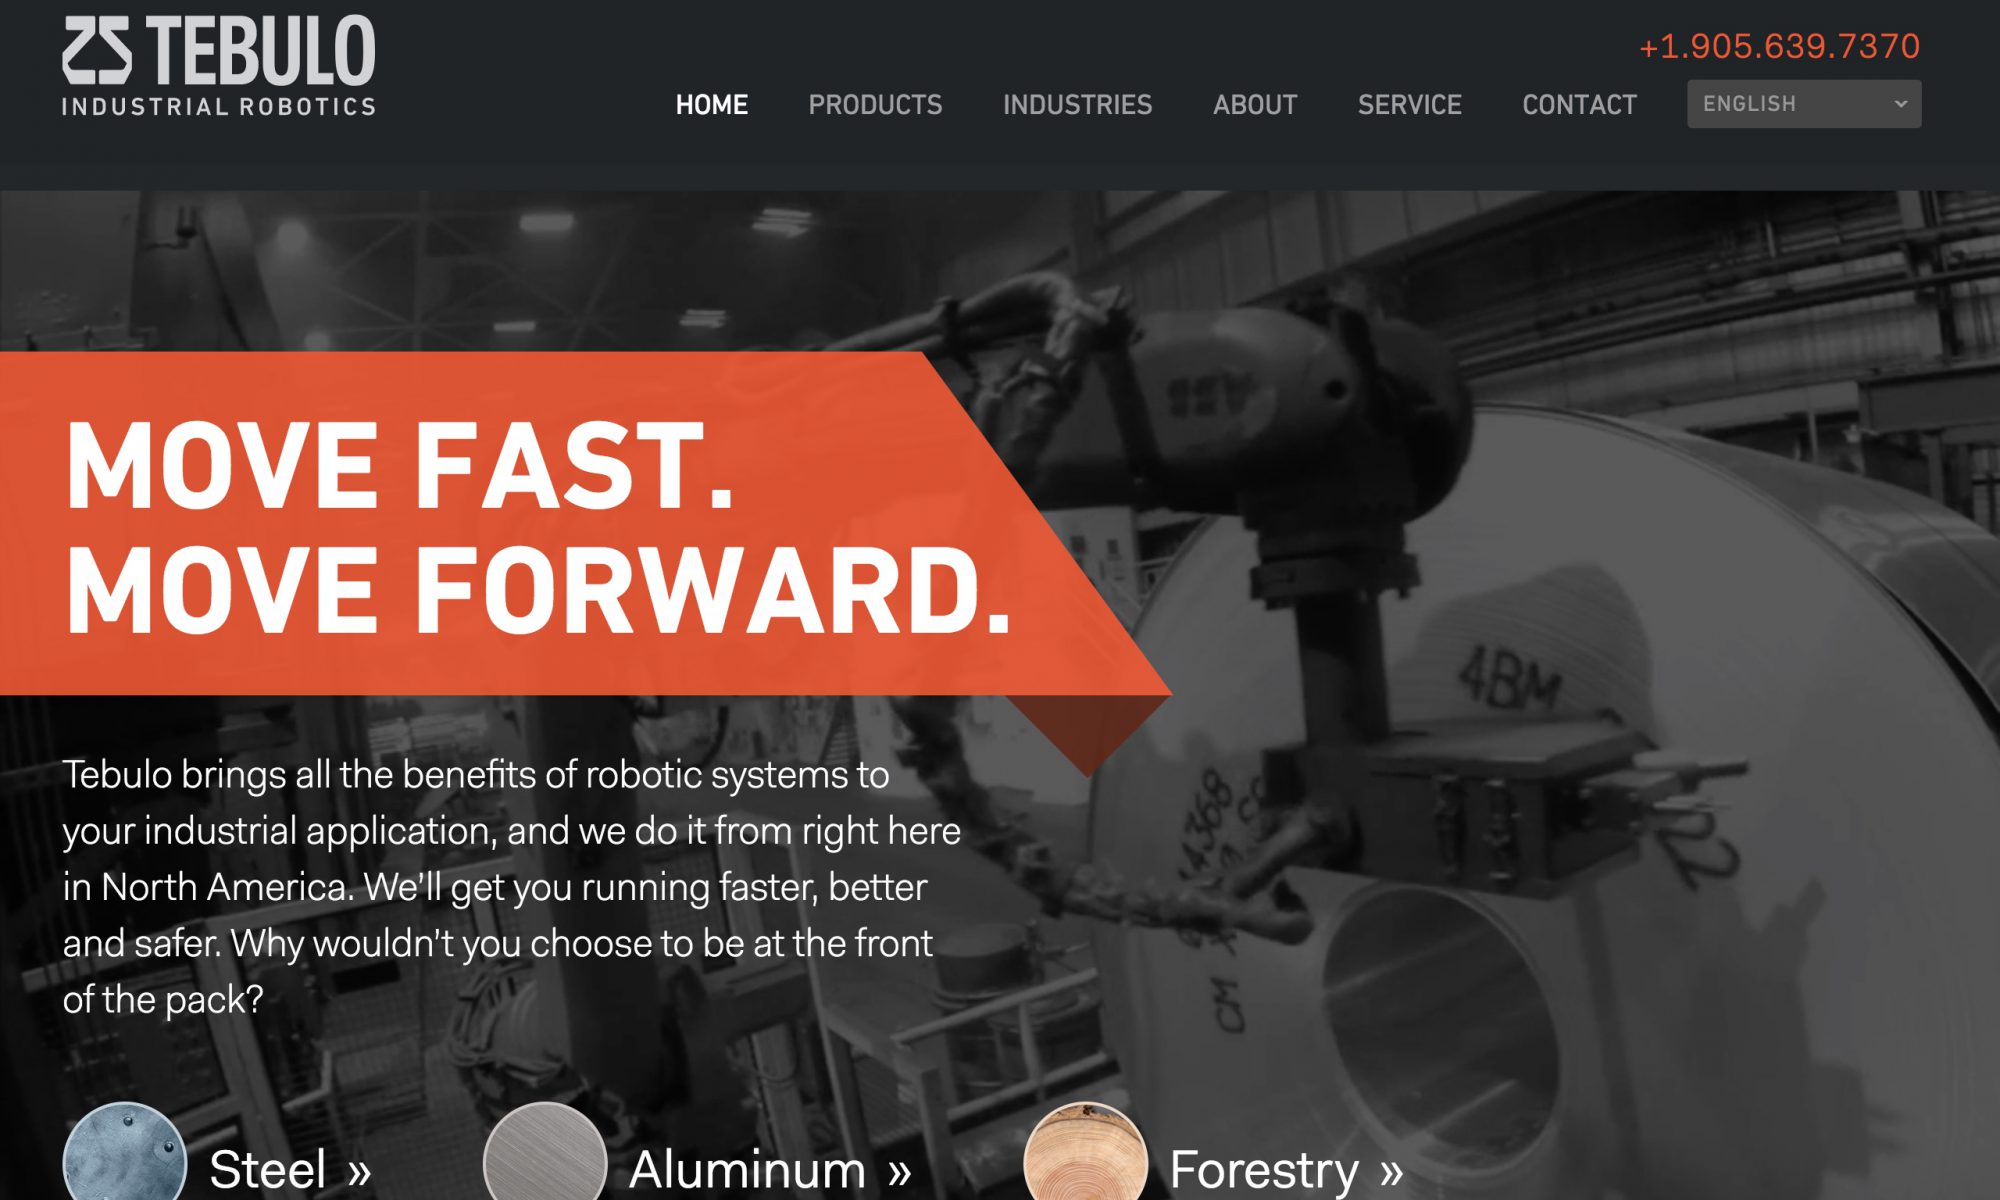 TEBULO
INDUSTRIAL ROBOTICS
+1.905.639.7370
HOME PRODUCTS INDUSTRIES ABOUT SERVICE CONTACT ENGLISH
MOVE FAST.
MOVE FORWARD.
Tebulo brings all the benefits of robotic systems to
your industrial application, and we do it from right here
in North America. We’ll get you running faster, better
and safer. Why wouldn’t you choose to be at the front
of the pack?
4BM
22
CM X
Steel »
Aluminum »
Forestry »